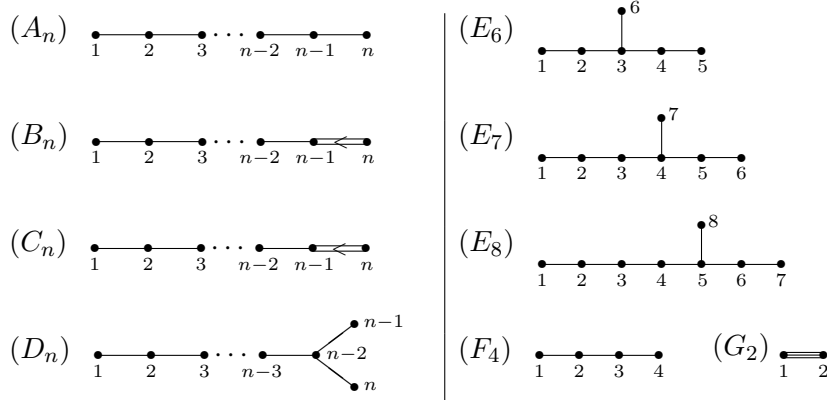 (A_n) 1 2 3 ··· n−2 n−1 n
(B_n) 1 2 3 ··· n−2 n−1 n
(C_n) 1 2 3 ··· n−2 n−1 n
(D_n) 1 2 3 ··· n−3 n−2 n−1 n
(E_6) 6
1 2 3 4 5
(E_7) 7
1 2 3 4 5 6
(E_8) 8
1 2 3 4 5 6 7
(F_4) 1 2 3 4
(G_2) 1 2